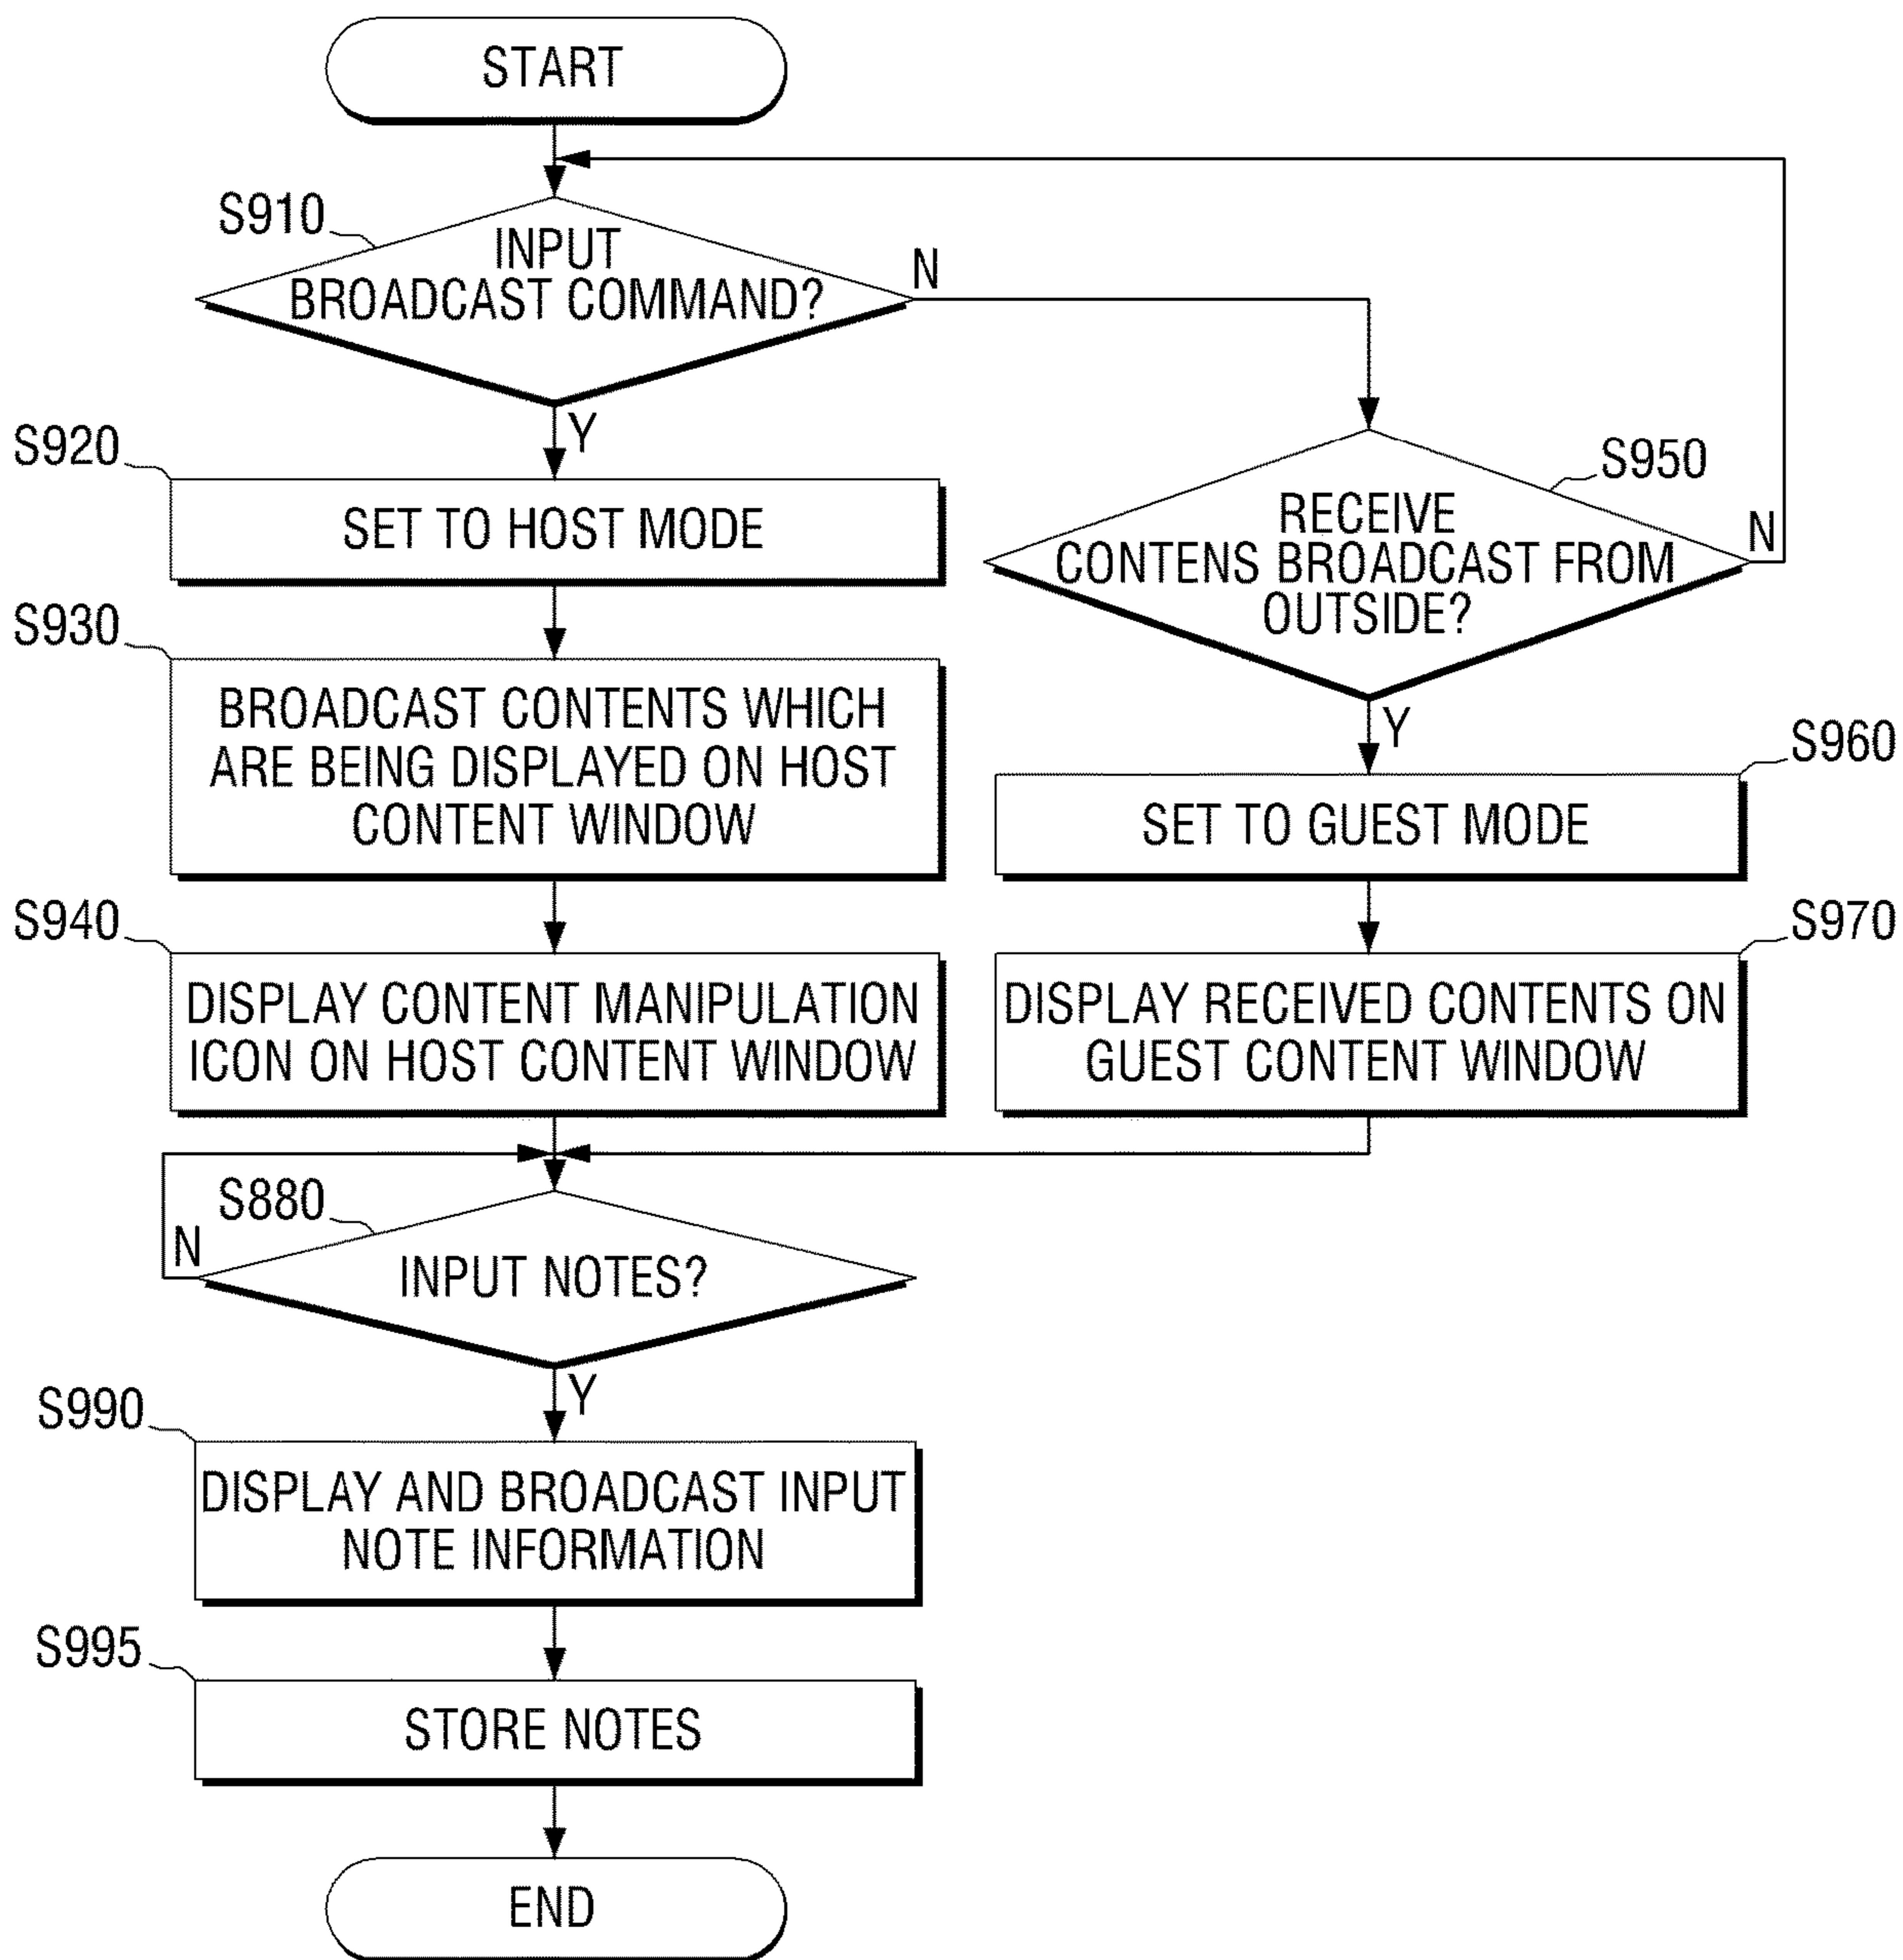 START
S910
INPUT
BROADCAST COMMAND?
N
Y
S920
SET TO HOST MODE
S950
RECEIVE
CONTENS BROADCAST FROM
OUTSIDE?
N
Y
S930
BROADCAST CONTENTS WHICH
ARE BEING DISPLAYED ON HOST
CONTENT WINDOW
S960
SET TO GUEST MODE
S940
DISPLAY CONTENT MANIPULATION
ICON ON HOST CONTENT WINDOW
S970
DISPLAY RECEIVED CONTENTS ON
GUEST CONTENT WINDOW
S880
N
INPUT NOTES?
Y
S990
DISPLAY AND BROADCAST INPUT
NOTE INFORMATION
S995
STORE NOTES
END